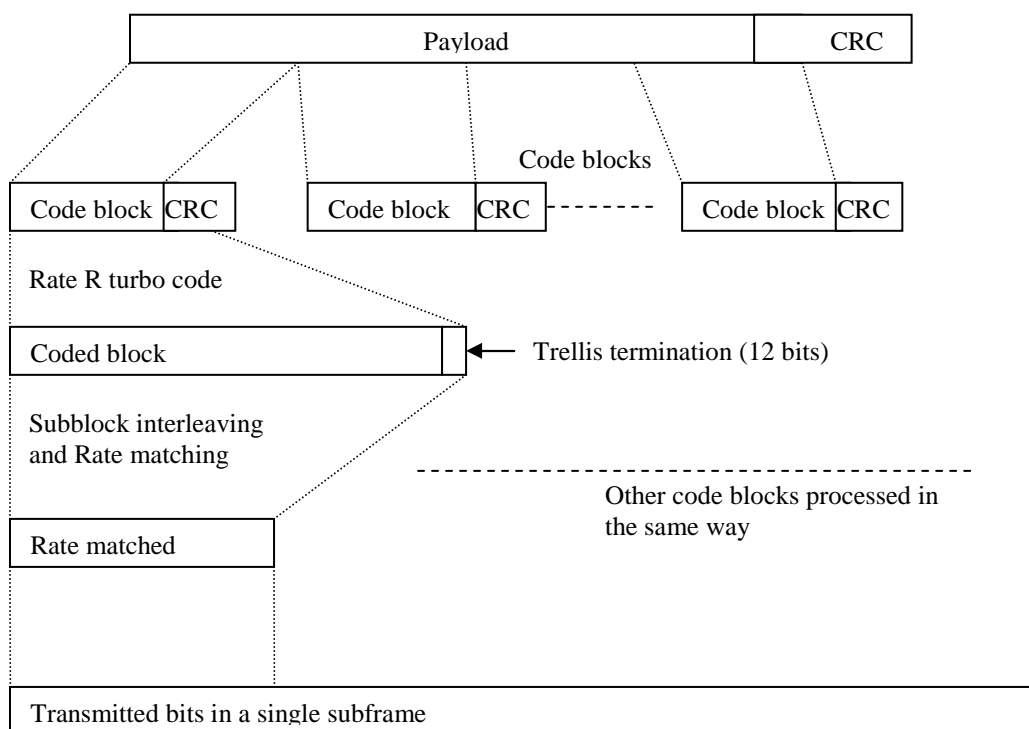 Payload CRC
Code blocks
Code block CRC Code block CRC Code block CRC
Rate R turbo code
Coded block
Trellis termination (12 bits)
Subblock interleaving
and Rate matching
Other code blocks processed in
the same way
Rate matched
Transmitted bits in a single subframe